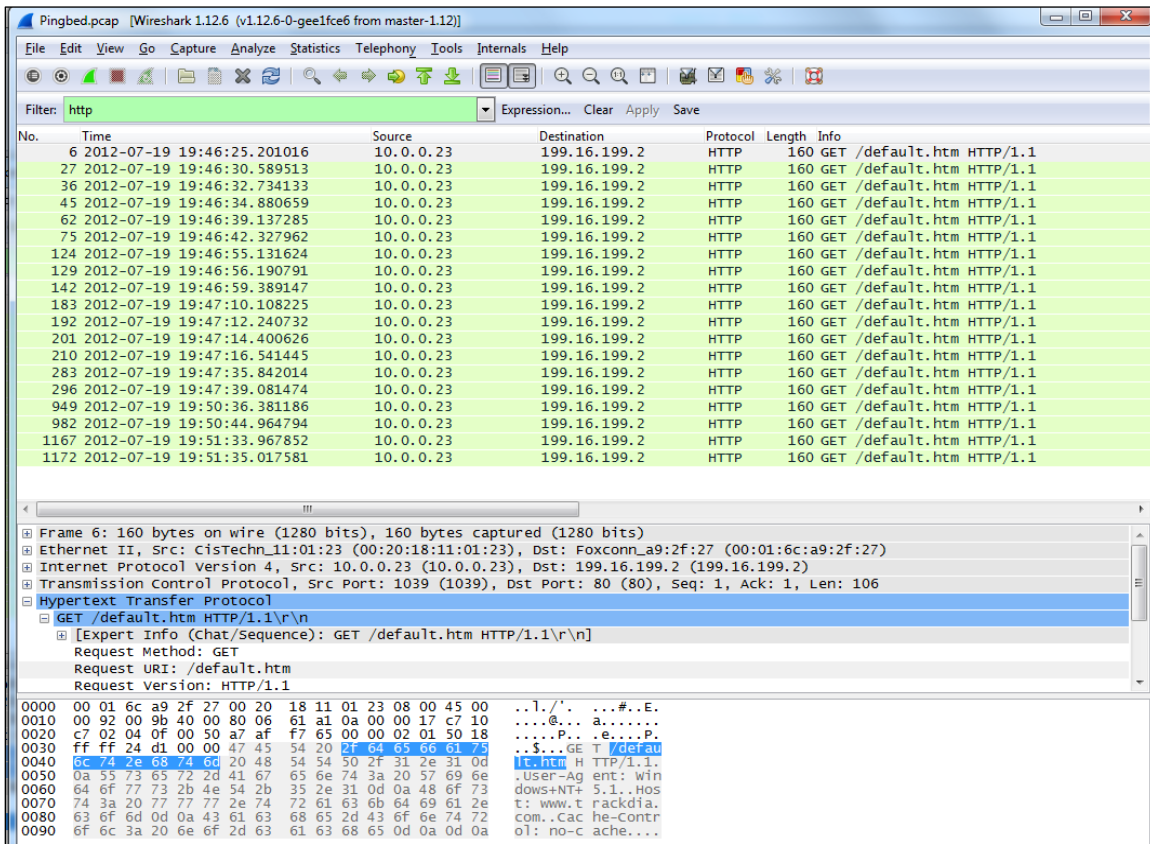 Pingbed.pcap [Wireshark 1.12.6 (v1.12.6-0-gee1fce6 from master-1.12)]
File Edit View Go Capture Analyze Statistics Telephony Tools Internals Help
Filter: http Expression... Clear Apply Save
No. Time Source Destination Protocol Length Info
6 2012-07-19 19:46:25.201016 10.0.0.23 199.16.199.2 HTTP 160 GET /default.htm HTTP/1.1
27 2012-07-19 19:46:30.589513 10.0.0.23 199.16.199.2 HTTP 160 GET /default.htm HTTP/1.1
36 2012-07-19 19:46:32.734133 10.0.0.23 199.16.199.2 HTTP 160 GET /default.htm HTTP/1.1
45 2012-07-19 19:46:34.880659 10.0.0.23 199.16.199.2 HTTP 160 GET /default.htm HTTP/1.1
62 2012-07-19 19:46:39.137285 10.0.0.23 199.16.199.2 HTTP 160 GET /default.htm HTTP/1.1
75 2012-07-19 19:46:42.327962 10.0.0.23 199.16.199.2 HTTP 160 GET /default.htm HTTP/1.1
124 2012-07-19 19:46:55.131624 10.0.0.23 199.16.199.2 HTTP 160 GET /default.htm HTTP/1.1
129 2012-07-19 19:46:56.190791 10.0.0.23 199.16.199.2 HTTP 160 GET /default.htm HTTP/1.1
142 2012-07-19 19:46:59.389147 10.0.0.23 199.16.199.2 HTTP 160 GET /default.htm HTTP/1.1
183 2012-07-19 19:47:10.108225 10.0.0.23 199.16.199.2 HTTP 160 GET /default.htm HTTP/1.1
192 2012-07-19 19:47:12.240732 10.0.0.23 199.16.199.2 HTTP 160 GET /default.htm HTTP/1.1
201 2012-07-19 19:47:14.400626 10.0.0.23 199.16.199.2 HTTP 160 GET /default.htm HTTP/1.1
210 2012-07-19 19:47:16.541445 10.0.0.23 199.16.199.2 HTTP 160 GET /default.htm HTTP/1.1
283 2012-07-19 19:47:35.842014 10.0.0.23 199.16.199.2 HTTP 160 GET /default.htm HTTP/1.1
296 2012-07-19 19:47:39.081474 10.0.0.23 199.16.199.2 HTTP 160 GET /default.htm HTTP/1.1
949 2012-07-19 19:50:36.381186 10.0.0.23 199.16.199.2 HTTP 160 GET /default.htm HTTP/1.1
982 2012-07-19 19:50:44.964794 10.0.0.23 199.16.199.2 HTTP 160 GET /default.htm HTTP/1.1
1167 2012-07-19 19:51:33.967852 10.0.0.23 199.16.199.2 HTTP 160 GET /default.htm HTTP/1.1
1172 2012-07-19 19:51:35.017581 10.0.0.23 199.16.199.2 HTTP 160 GET /default.htm HTTP/1.1
Frame 6: 160 bytes on wire (1280 bits), 160 bytes captured (1280 bits)
Ethernet II, Src: CisTechn_11:01:23 (00:20:18:11:01:23), Dst: Foxconn_a9:2f:27 (00:01:6c:a9:2f:27)
Internet Protocol Version 4, Src: 10.0.0.23 (10.0.0.23), Dst: 199.16.199.2 (199.16.199.2)
Transmission Control Protocol, Src Port: 1039 (1039), Dst Port: 80 (80), Seq: 1, Ack: 1, Len: 106
Hypertext Transfer Protocol
GET /default.htm HTTP/1.1\r\n
[Expert Info (Chat/Sequence): GET /default.htm HTTP/1.1\r\n]
Request Method: GET
Request URI: /default.htm
Request Version: HTTP/1.1
0000 00 01 6c a9 2f 27 00 20 18 11 01 23 08 00 45 00 ..l./'. ...#..E.
0010 00 92 00 9b 40 00 80 06 61 a1 0a 00 00 17 c7 10 ....@... a.......
0020 c7 02 04 0f 00 50 a7 af f7 65 00 00 02 01 50 18 .....P.. .e....P.
0030 ff ff 24 d1 00 00 47 45 54 20 2f 64 65 66 61 75 ..$...GE T /defau
0040 6c 74 2e 68 74 6d 20 48 54 54 50 2f 31 2e 31 0d lt.htm H TTP/1.1.
0050 0a 55 73 65 72 2d 41 67 65 6e 74 3a 20 57 69 6e .User-Ag ent: Win
0060 64 6f 77 73 2b 4e 54 2b 35 2e 31 0d 0a 48 6f 73 dows+NT+ 5.1..Hos
0070 74 3a 20 77 77 77 2e 74 72 61 63 6b 64 69 61 2e t: www.t rackdia.
0080 63 6f 6d 0d 0a 43 61 63 68 65 2d 43 6f 6e 74 72 com..Cac he-Contr
0090 6f 6c 3a 20 6e 6f 2d 63 61 63 68 65 0d 0a 0d 0a ol: no-c ache....